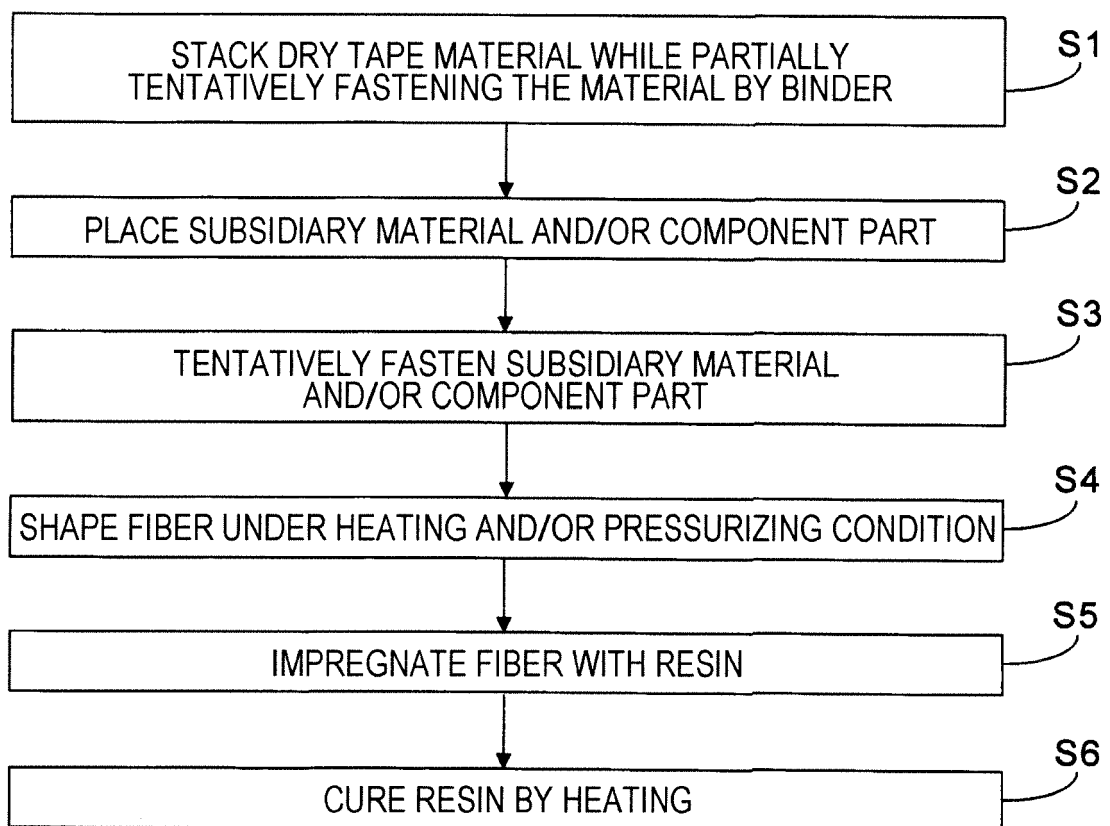 STACK DRY TAPE MATERIAL WHILE PARTIALLY
TENTATIVELY FASTENING THE MATERIAL BY BINDER
S1
PLACE SUBSIDIARY MATERIAL AND/OR COMPONENT PART
S2
TENTATIVELY FASTEN SUBSIDIARY MATERIAL
AND/OR COMPONENT PART
S3
SHAPE FIBER UNDER HEATING AND/OR PRESSURIZING CONDITION
S4
IMPREGNATE FIBER WITH RESIN
S5
CURE RESIN BY HEATING
S6